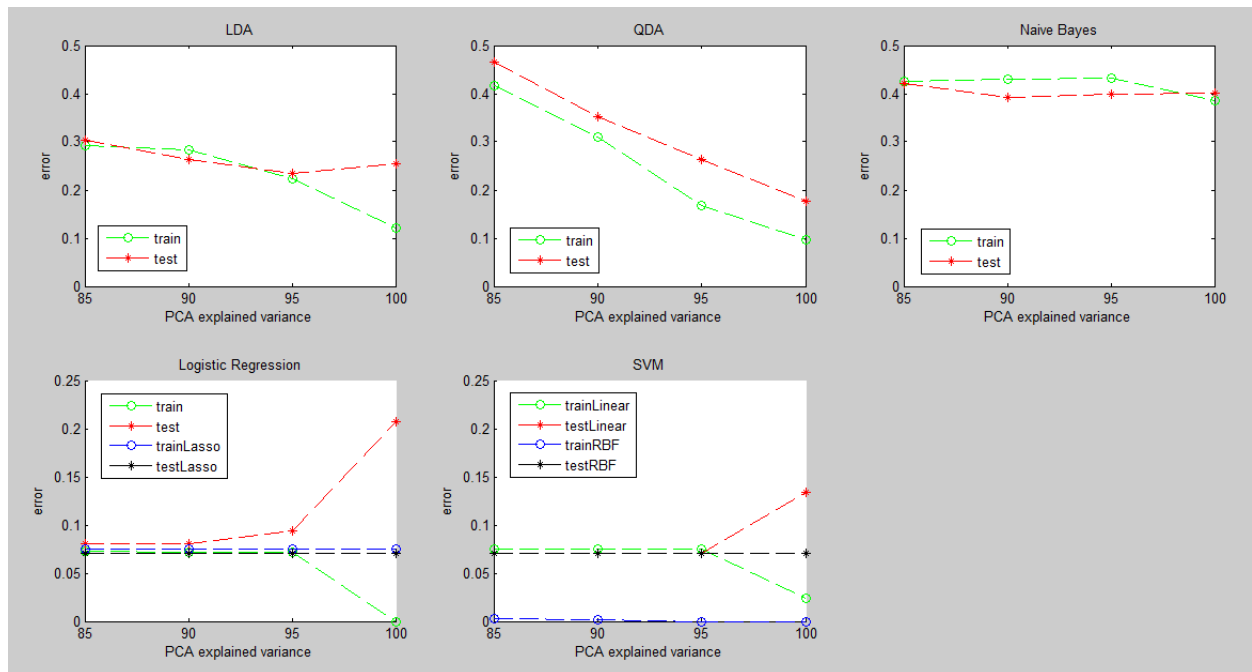 LDA
0.5
0.4
0.3
0.2
0.1
0
error
train
test
85
90
95
100
PCA explained variance
QDA
0.5
0.4
0.3
0.2
0.1
0
error
train
test
85
90
95
100
PCA explained variance
Naive Bayes
0.5
0.4
0.3
0.2
0.1
0
error
train
test
85
90
95
100
PCA explained variance
Logistic Regression
0.25
0.2
0.15
0.1
0.05
0
error
train
test
trainLasso
testLasso
85
90
95
100
PCA explained variance
SVM
0.25
0.2
0.15
0.1
0.05
0
error
trainLinear
testLinear
trainRBF
testRBF
85
90
95
100
PCA explained variance